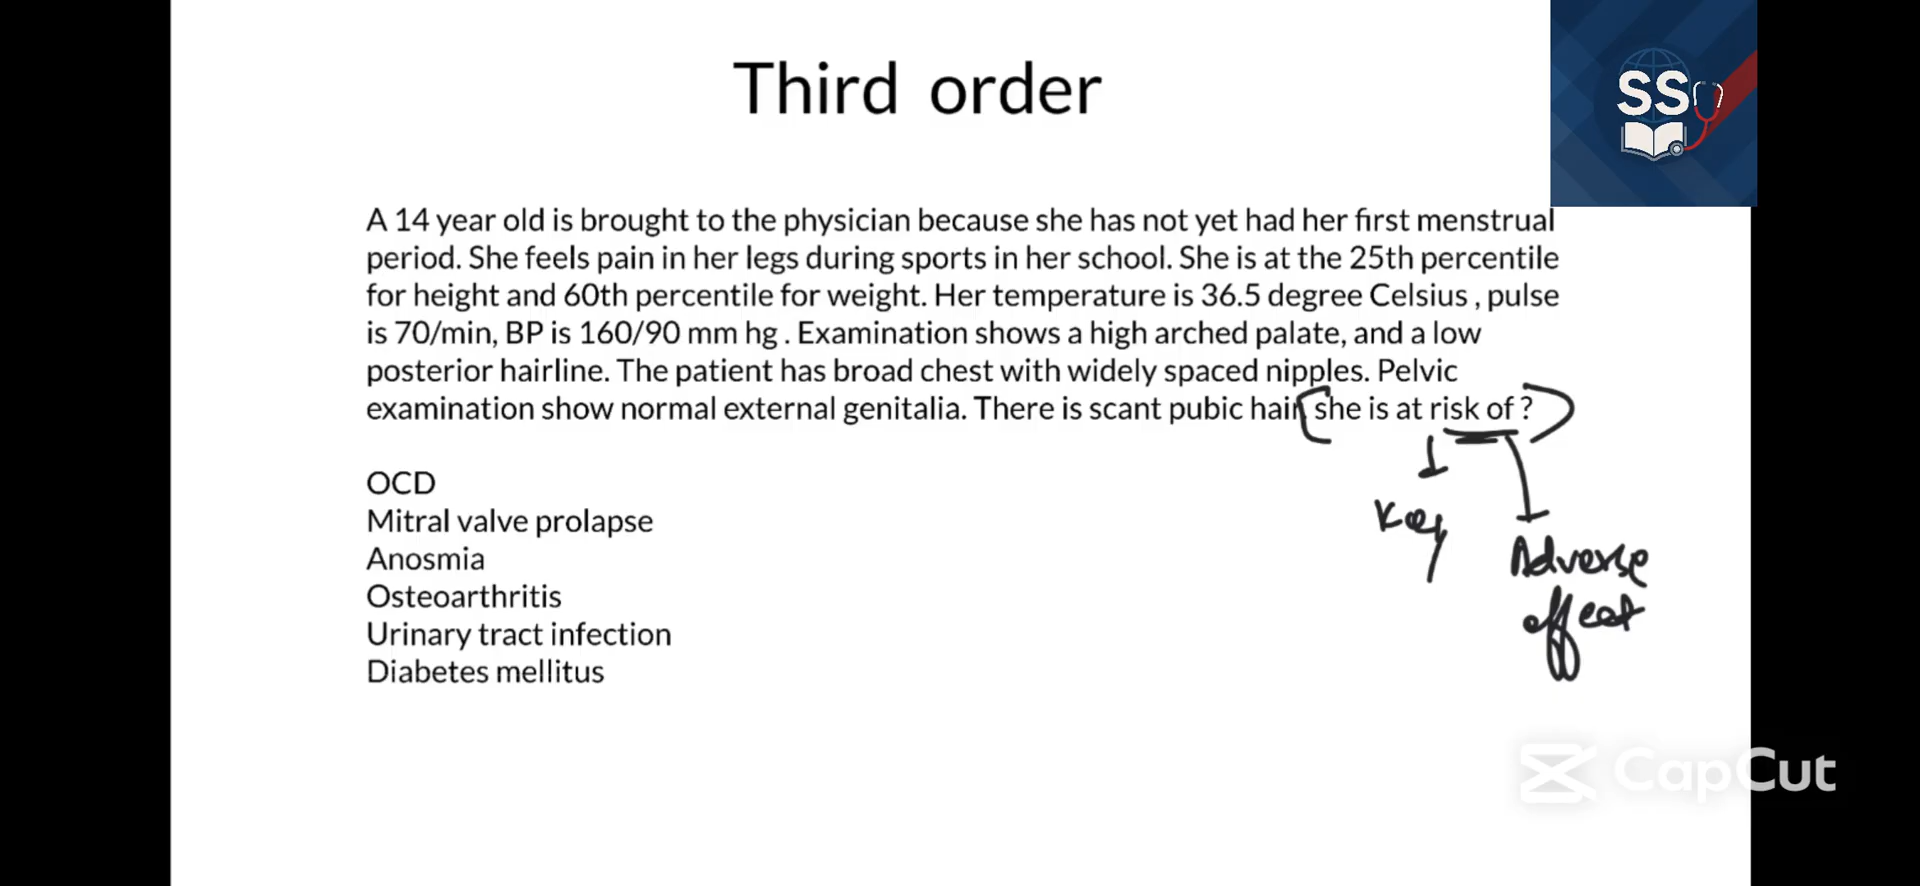 Third order
SS
A 14 year old is brought to the physician because she has not yet had her first menstrual
period. She feels pain in her legs during sports in her school. She is at the 25th percentile
for height and 60th percentile for weight. Her temperature is 36.5 degree Celsius , pulse
is 70/min, BP is 160/90 mm hg . Examination shows a high arched palate, and a low
posterior hairline. The patient has broad chest with widely spaced nipples. Pelvic
examination show normal external genitalia. There is scant pubic hair she is at risk of ?
OCD
Mitral valve prolapse
Anosmia
Osteoarthritis
Urinary tract infection
Diabetes mellitus
Key
Adverse
effect
CapCut